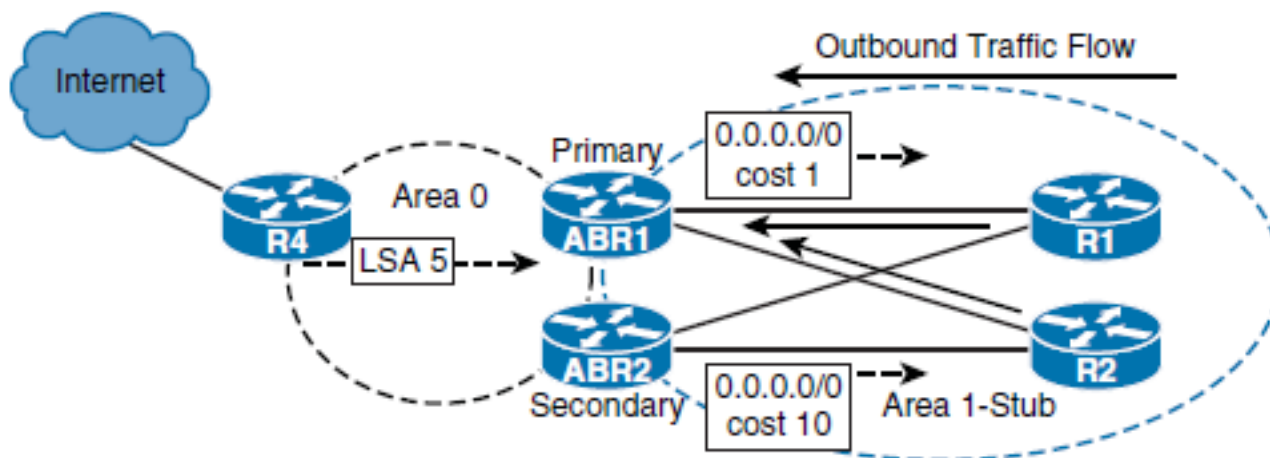 Outbound Traffic Flow
Internet
0.0.0.0/0
cost 1
Primary
Area 0
R4
ABR1
R1
LSA 5
ABR2
R2
Secondary
0.0.0.0/0
cost 10
Area 1-Stub